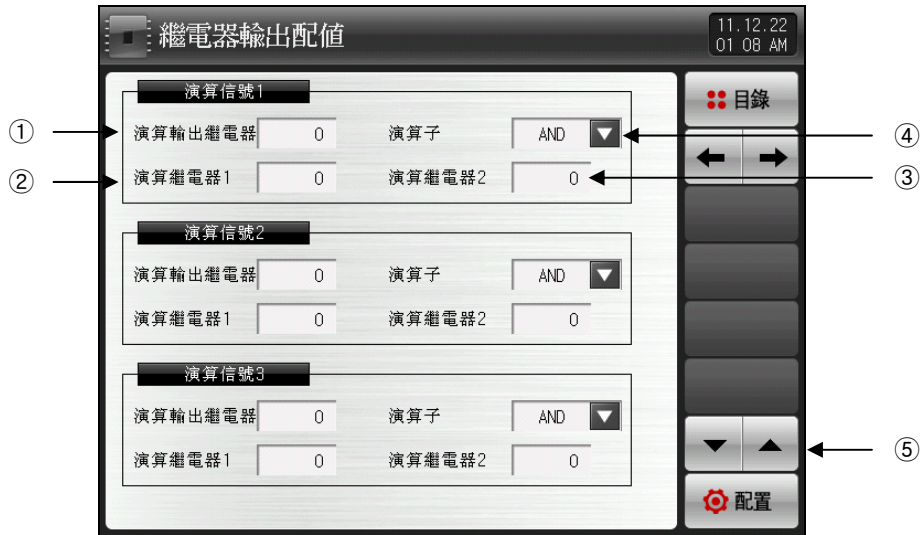 繼電器輸出配值
11.12.22
01 08 AM
演算信號1
① 演算輸出繼電器 0 演算子 AND ④
② 演算繼電器1 0 演算繼電器2 0 ③
演算信號2
演算輸出繼電器 0 演算子 AND
演算繼電器1 0 演算繼電器2 0
演算信號3
演算輸出繼電器 0 演算子 AND
演算繼電器1 0 演算繼電器2 0
目錄
⑤
配置